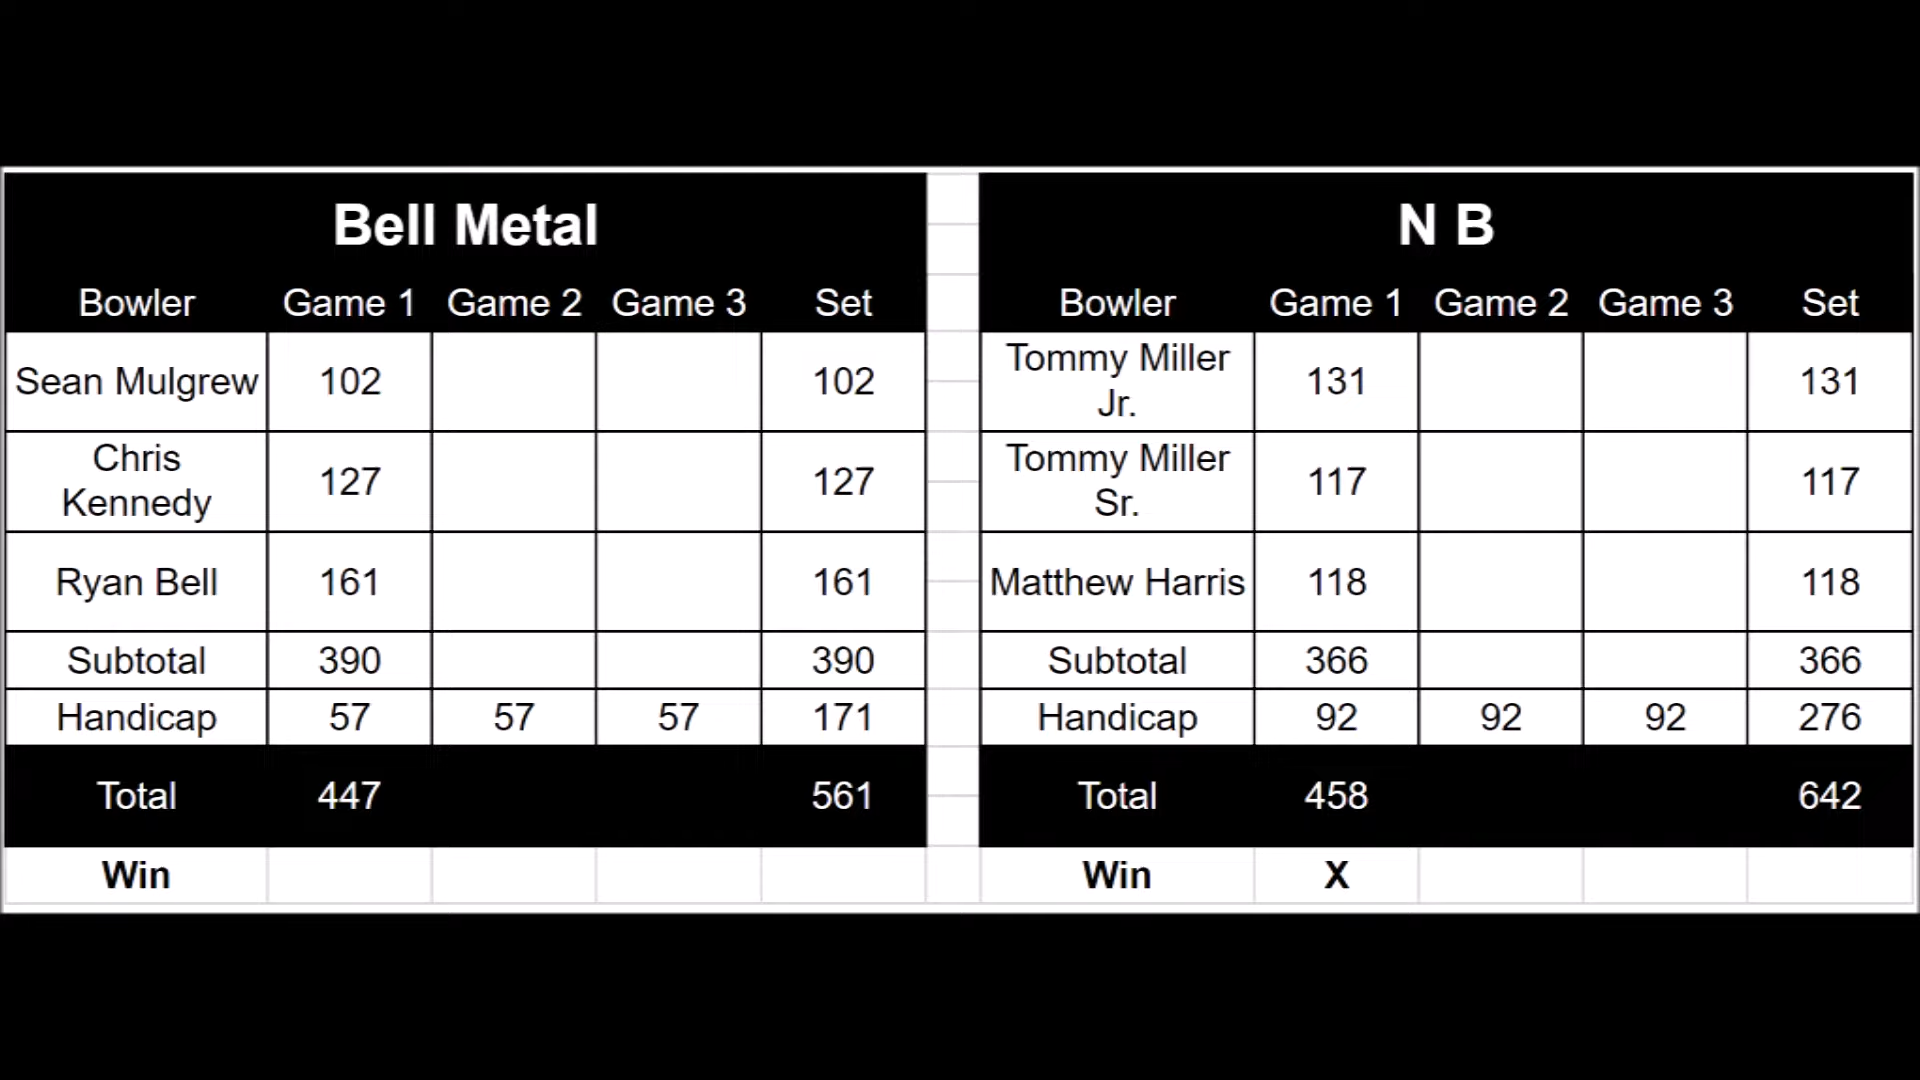 Bell Metal
Bowler Game 1 Game 2 Game 3 Set
Sean Mulgrew 102 102
Chris
Kennedy 127 127
Ryan Bell 161 161
Subtotal 390 390
Handicap 57 57 57 171
Total 447 561
Win
N B
Bowler Game 1 Game 2 Game 3 Set
Tommy Miller
Jr. 131 131
Tommy Miller
Sr. 117 117
Matthew Harris 118 118
Subtotal 366 366
Handicap 92 92 92 276
Total 458 642
Win X